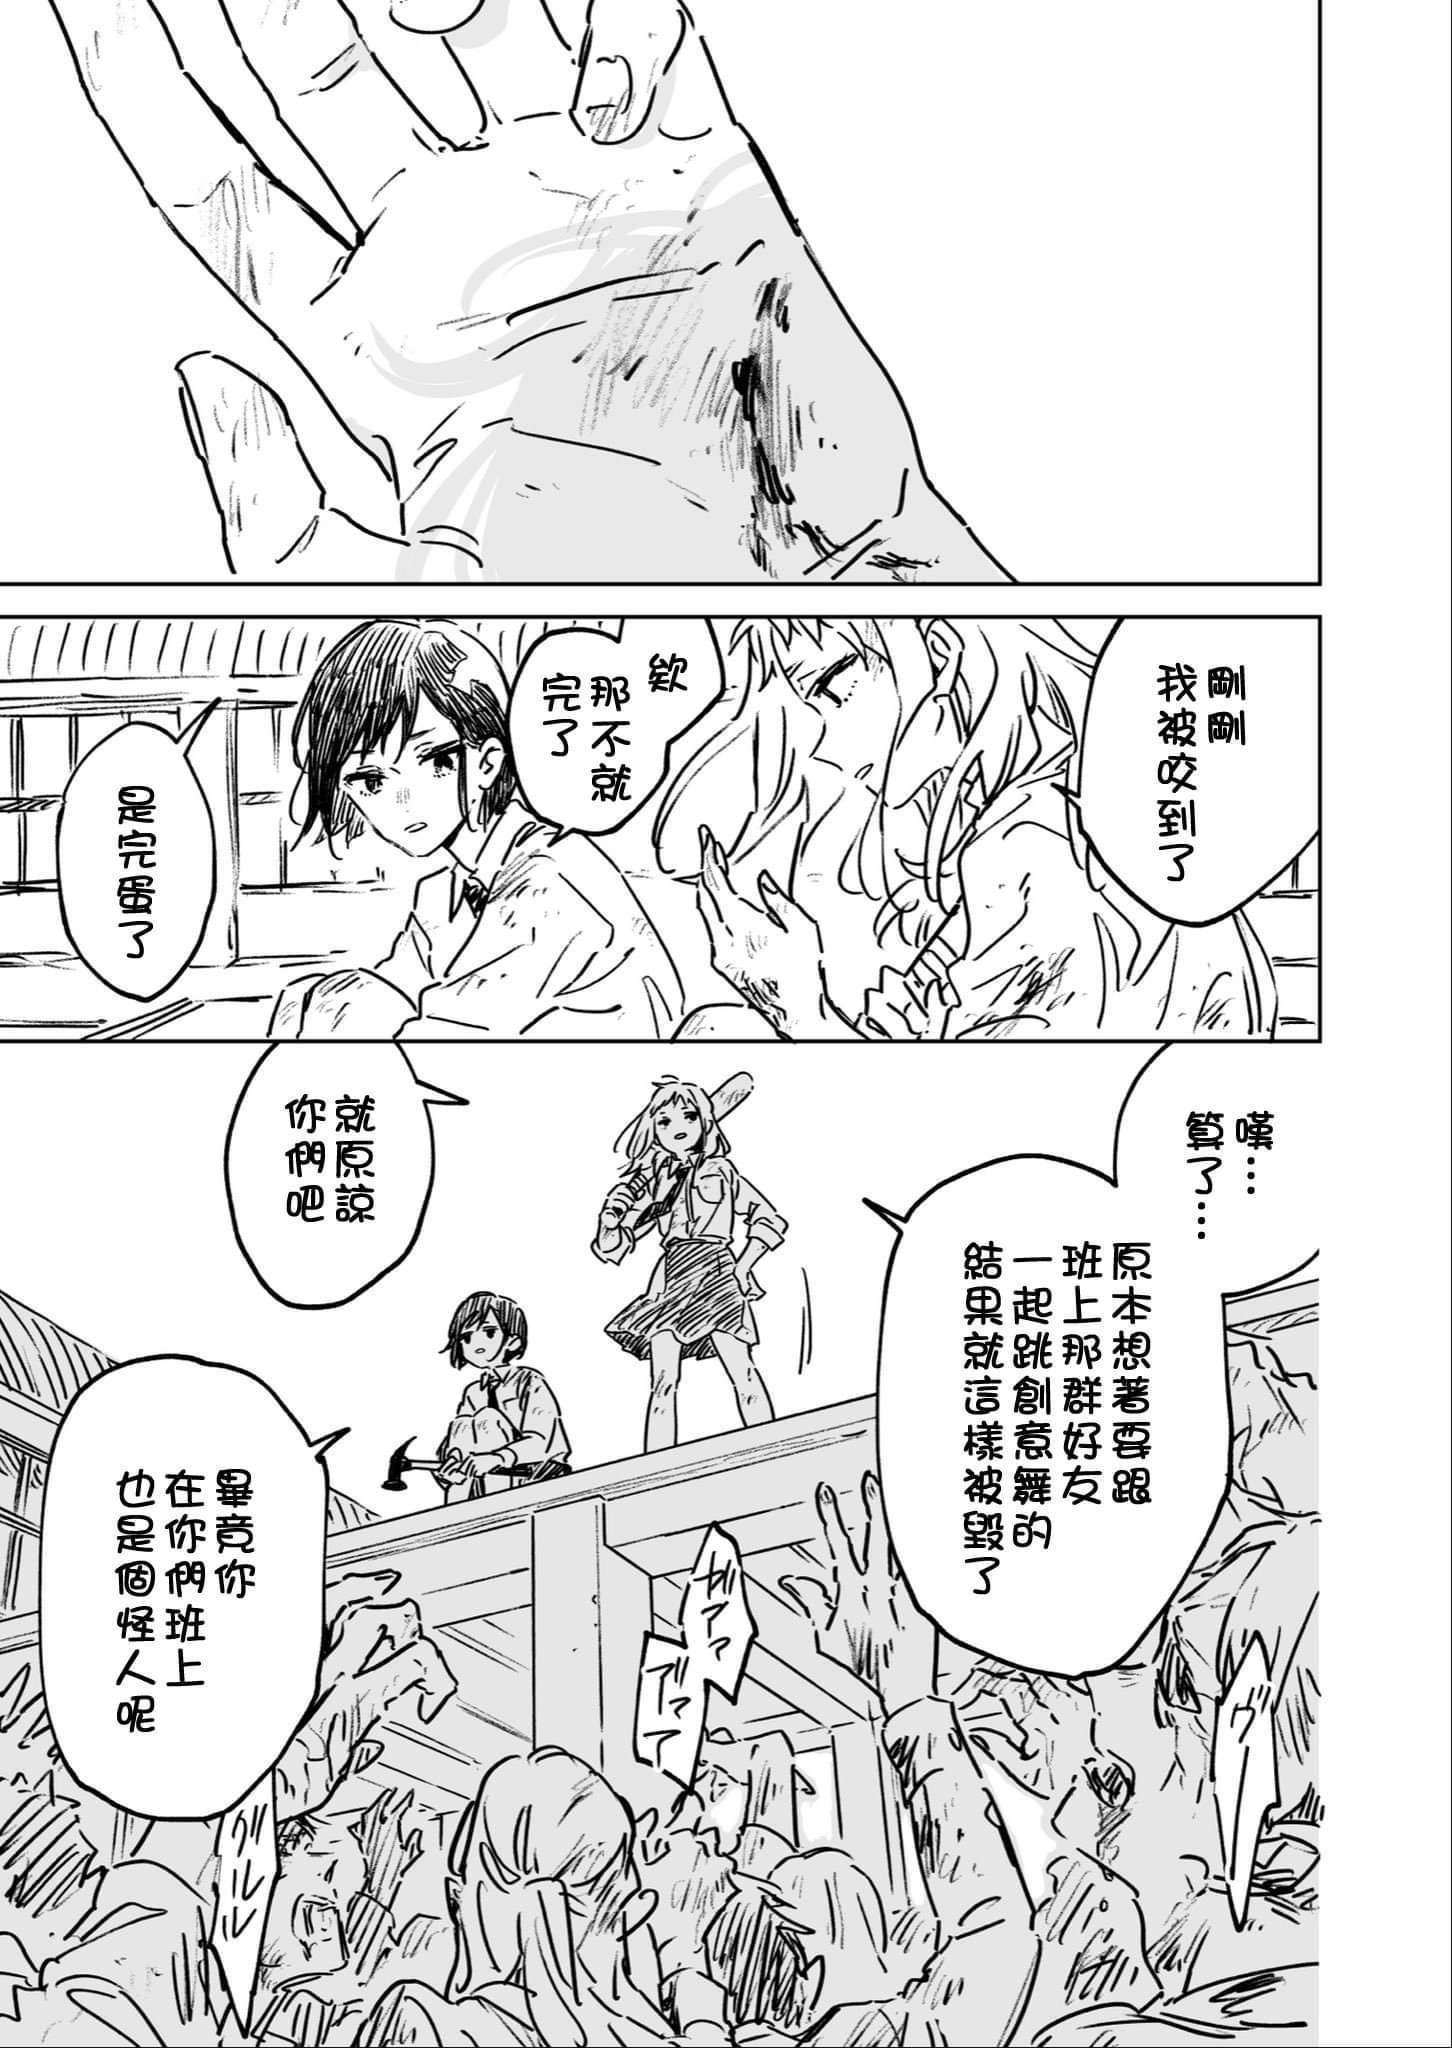 剛剛
我被咬到了
欸
那不就
完了
是完蛋了
嘆…
算了…
原本想著要跟
班上那群好友
一起跳創意舞的
結果就這樣被毀了
就原諒
你們吧
畢竟你
在你們班上
也是個怪人呢
ヴ
ガァァ
デマテ
グルル